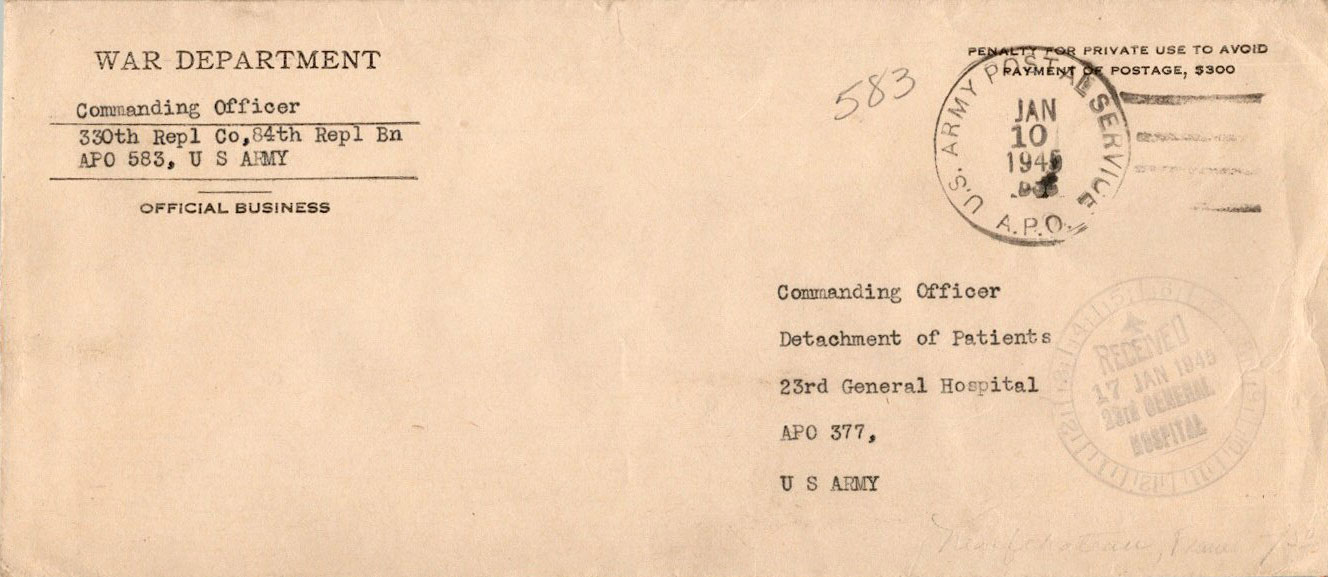 WAR DEPARTMENT
Commanding Officer
330th Repl Co,84th Repl Bn
APO 583, U S ARMY
OFFICIAL BUSINESS
583
PENALTY FOR PRIVATE USE TO AVOID
PAYMENT OF POSTAGE, $300
U.S. ARMY POSTAL SERVICE
JAN
10
1945
A.P.O.
Commanding Officer
Detachment of Patients
23rd General Hospital
APO 377,
U S ARMY
RECEIVED
17 JAN 1945
23rd GENERAL
HOSPITAL